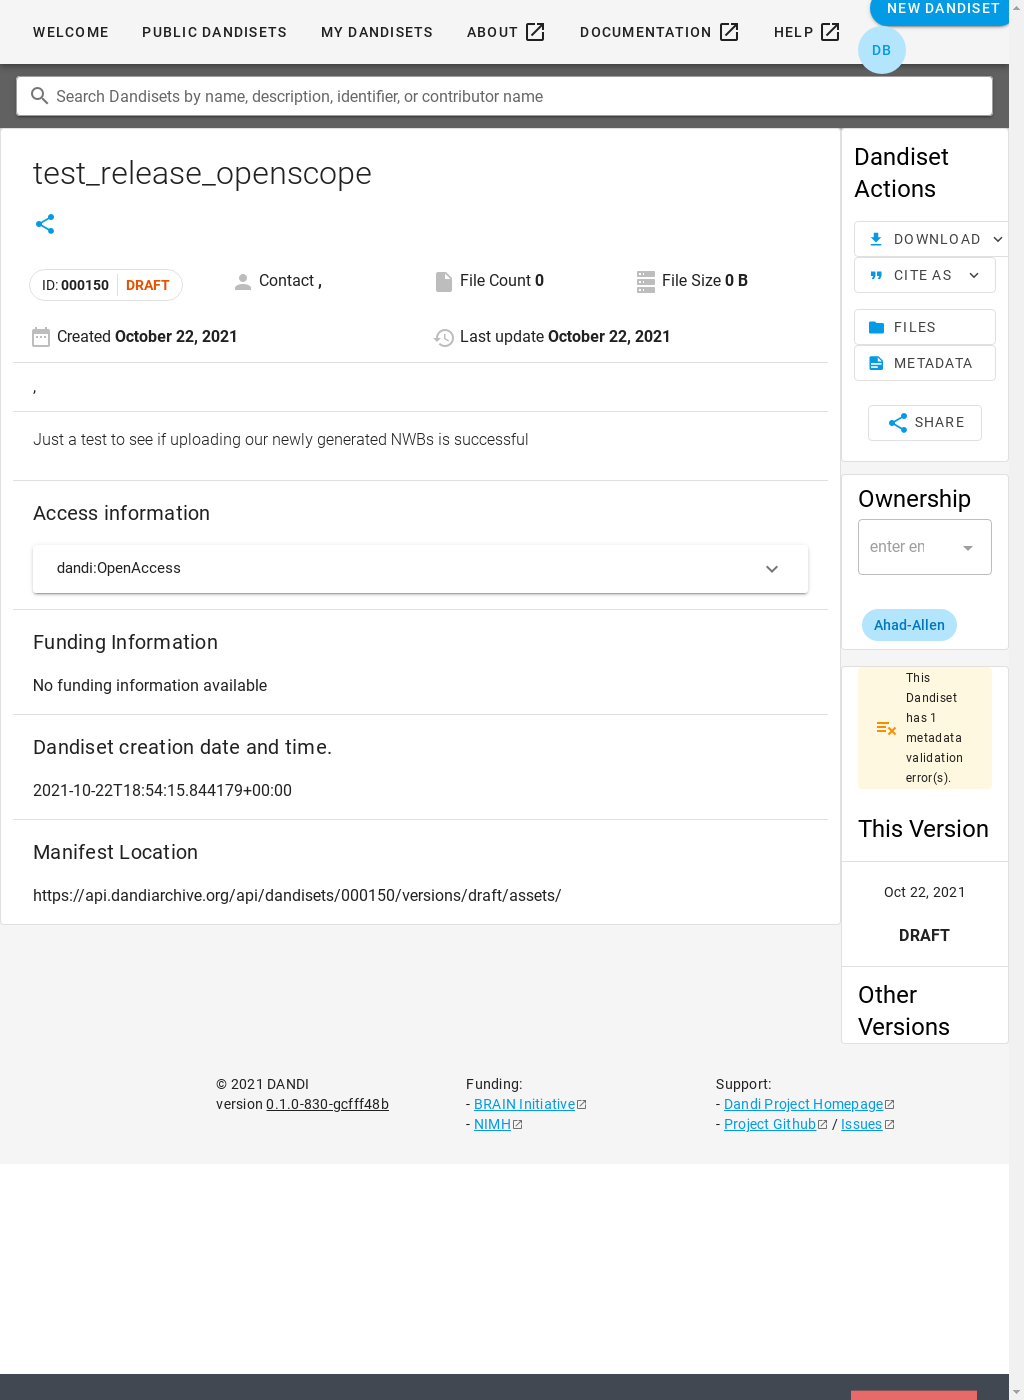 WELCOME PUBLIC DANDISETS MY DANDISETS ABOUT DOCUMENTATION HELP NEW DANDISET
DB
Search Dandisets by name, description, identifier, or contributor name
test_release_openscope
ID: 000150 DRAFT
Contact ,
File Count 0
File Size 0 B
Created October 22, 2021
Last update October 22, 2021
,
Just a test to see if uploading our newly generated NWBs is successful
Access information
dandi:OpenAccess
Funding Information
No funding information available
Dandiset creation date and time.
2021-10-22T18:54:15.844179+00:00
Manifest Location
https://api.dandiarchive.org/api/dandisets/000150/versions/draft/assets/
Dandiset
Actions
DOWNLOAD
CITE AS
FILES
METADATA
SHARE
Ownership
enter en
Ahad-Allen
This
Dandiset
has 1
metadata
validation
error(s).
This Version
Oct 22, 2021
DRAFT
Other
Versions
© 2021 DANDI
version 0.1.0-830-gcfff48b
Funding:
- BRAIN Initiative
- NIMH
Support:
- Dandi Project Homepage
- Project Github / Issues